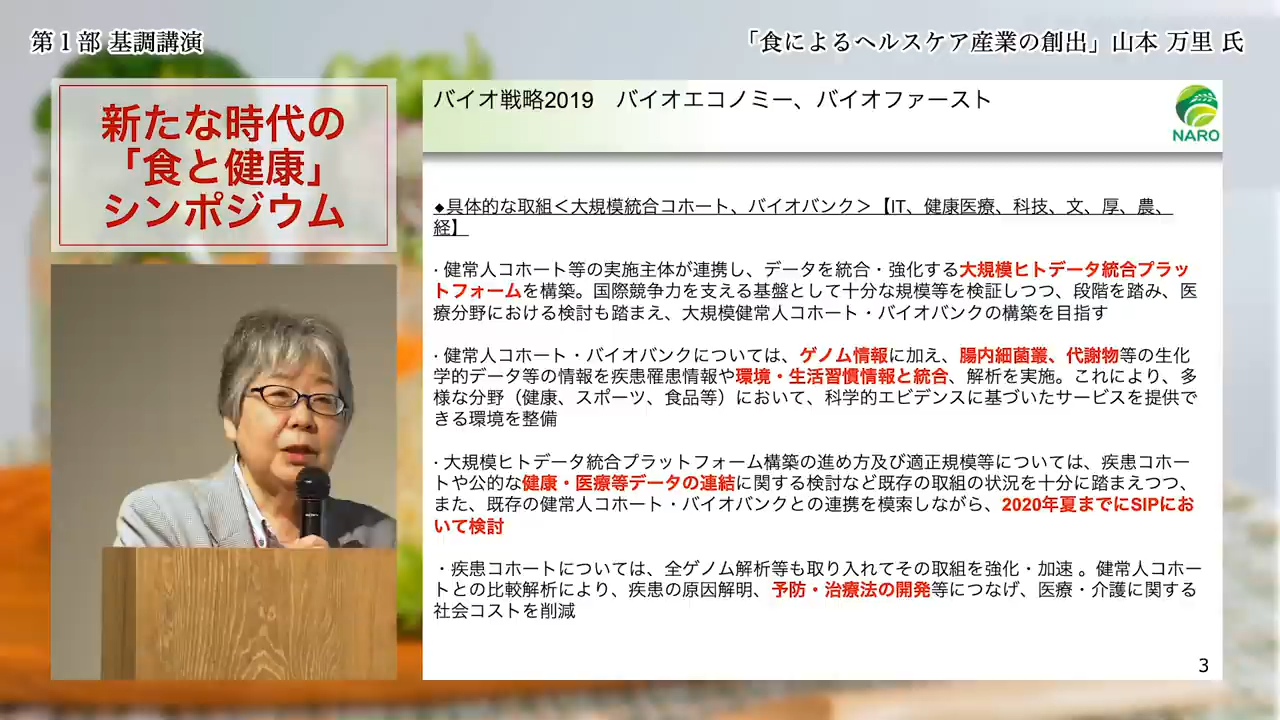 第１部 基調講演
「食によるヘルスケア産業の創出」山本 万里 氏
新たな時代の
「食と健康」
シンポジウム
バイオ戦略2019　バイオエコノミー、バイオファースト
NARO
◆具体的な取組＜大規模統合コホート、バイオバンク＞【IT、健康医療、科技、文、厚、農、
経】
・健常人コホート等の実施主体が連携し、データを統合・強化する大規模ヒトデータ統合プラッ
トフォームを構築。国際競争力を支える基盤として十分な規模等を検証しつつ、段階を踏み、医
療分野における検討も踏まえ、大規模健常人コホート・バイオバンクの構築を目指す
・健常人コホート・バイオバンクについては、ゲノム情報に加え、腸内細菌叢、代謝物等の生化
学的データ等の情報を疾患罹患情報や環境・生活習慣情報と統合、解析を実施。これにより、多
様な分野（健康、スポーツ、食品等）において、科学的エビデンスに基づいたサービスを提供で
きる環境を整備
・大規模ヒトデータ統合プラットフォーム構築の進め方及び適正規模等については、疾患コホー
トや公的な健康・医療等データの連結に関する検討など既存の取組の状況を十分に踏まえつつ、
また、既存の健常人コホート・バイオバンクとの連携を模索しながら、2020年夏までにSIPにお
いて検討
・疾患コホートについては、全ゲノム解析等も取り入れてその取組を強化・加速 。健常人コホー
トとの比較解析により、疾患の原因解明、予防・治療法の開発等につなげ、医療・介護に関する
社会コストを削減
3